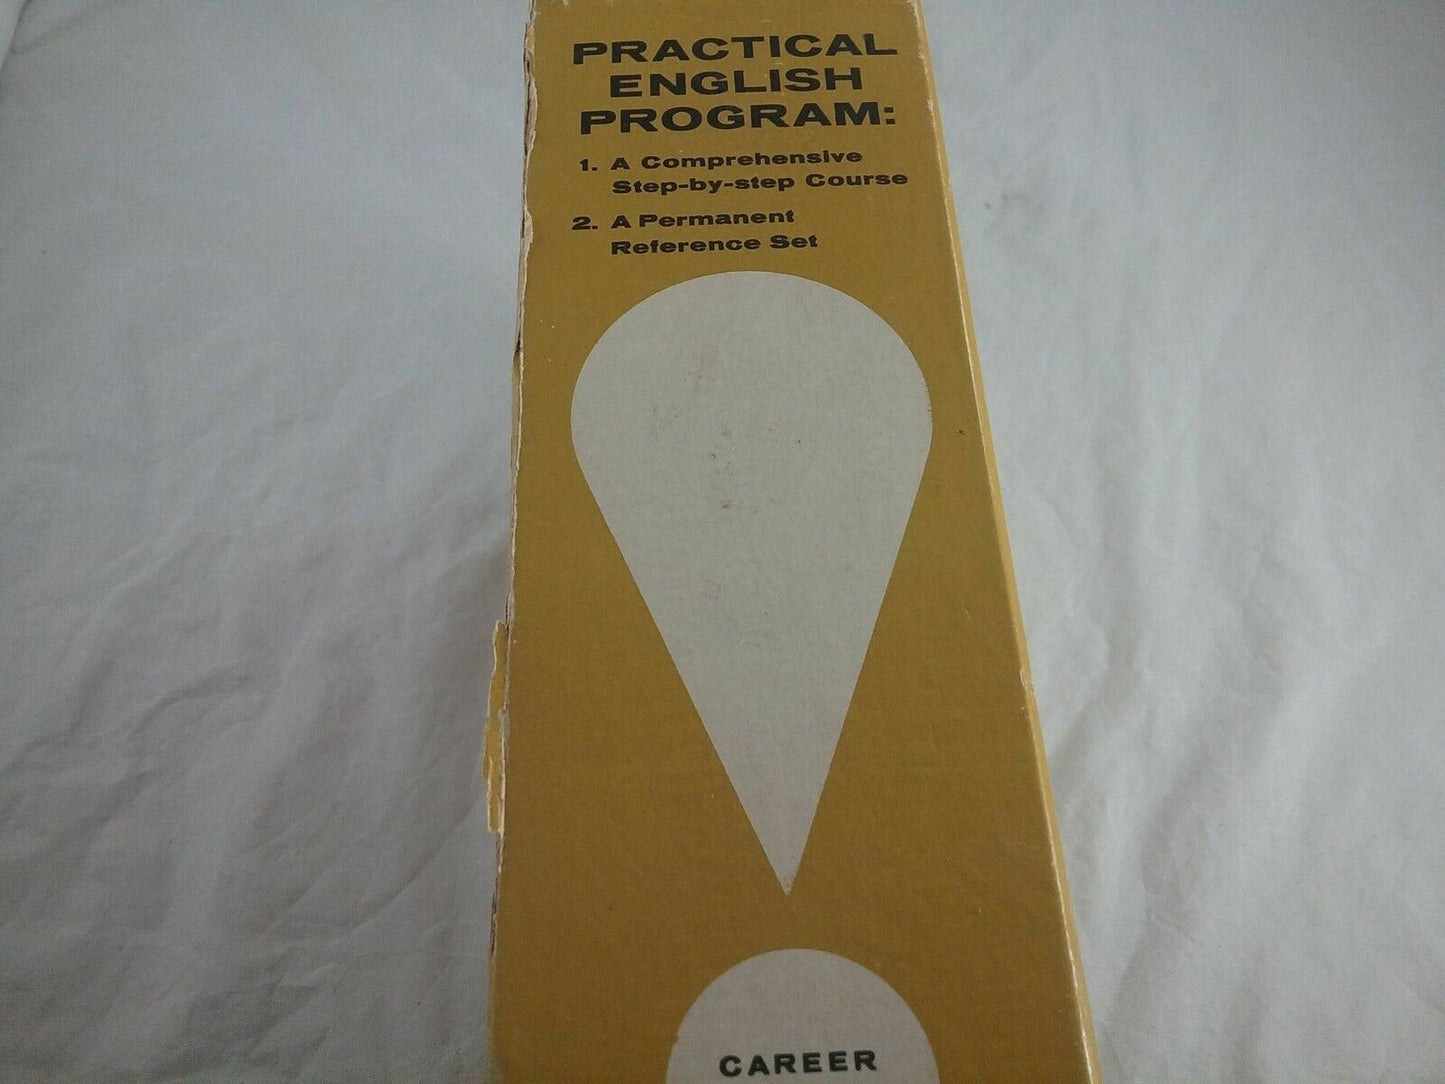 PRACTICAL
ENGLISH
PROGRAM:
1. A Comprehensive
Step-by-step Course
2. A Permanent
Reference Set
CAREER